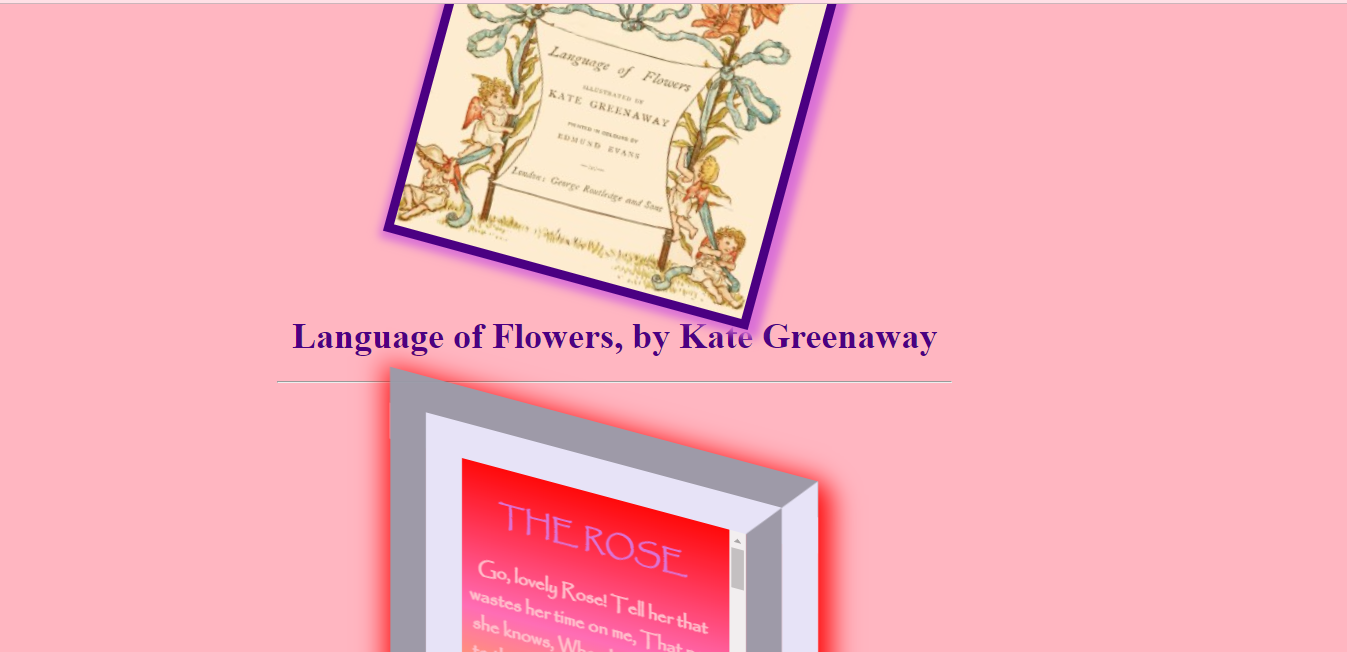 Language of Flowers
ILLUSTRATED BY
KATE GREENAWAY
PRINTED IN COLOURS BY
EDMUND EVANS
London: George Routledge and Sons
Language of Flowers, by Kate Greenaway
THE ROSE
Go, lovely Rose! Tell her that
wastes her time on me, That
she knows,